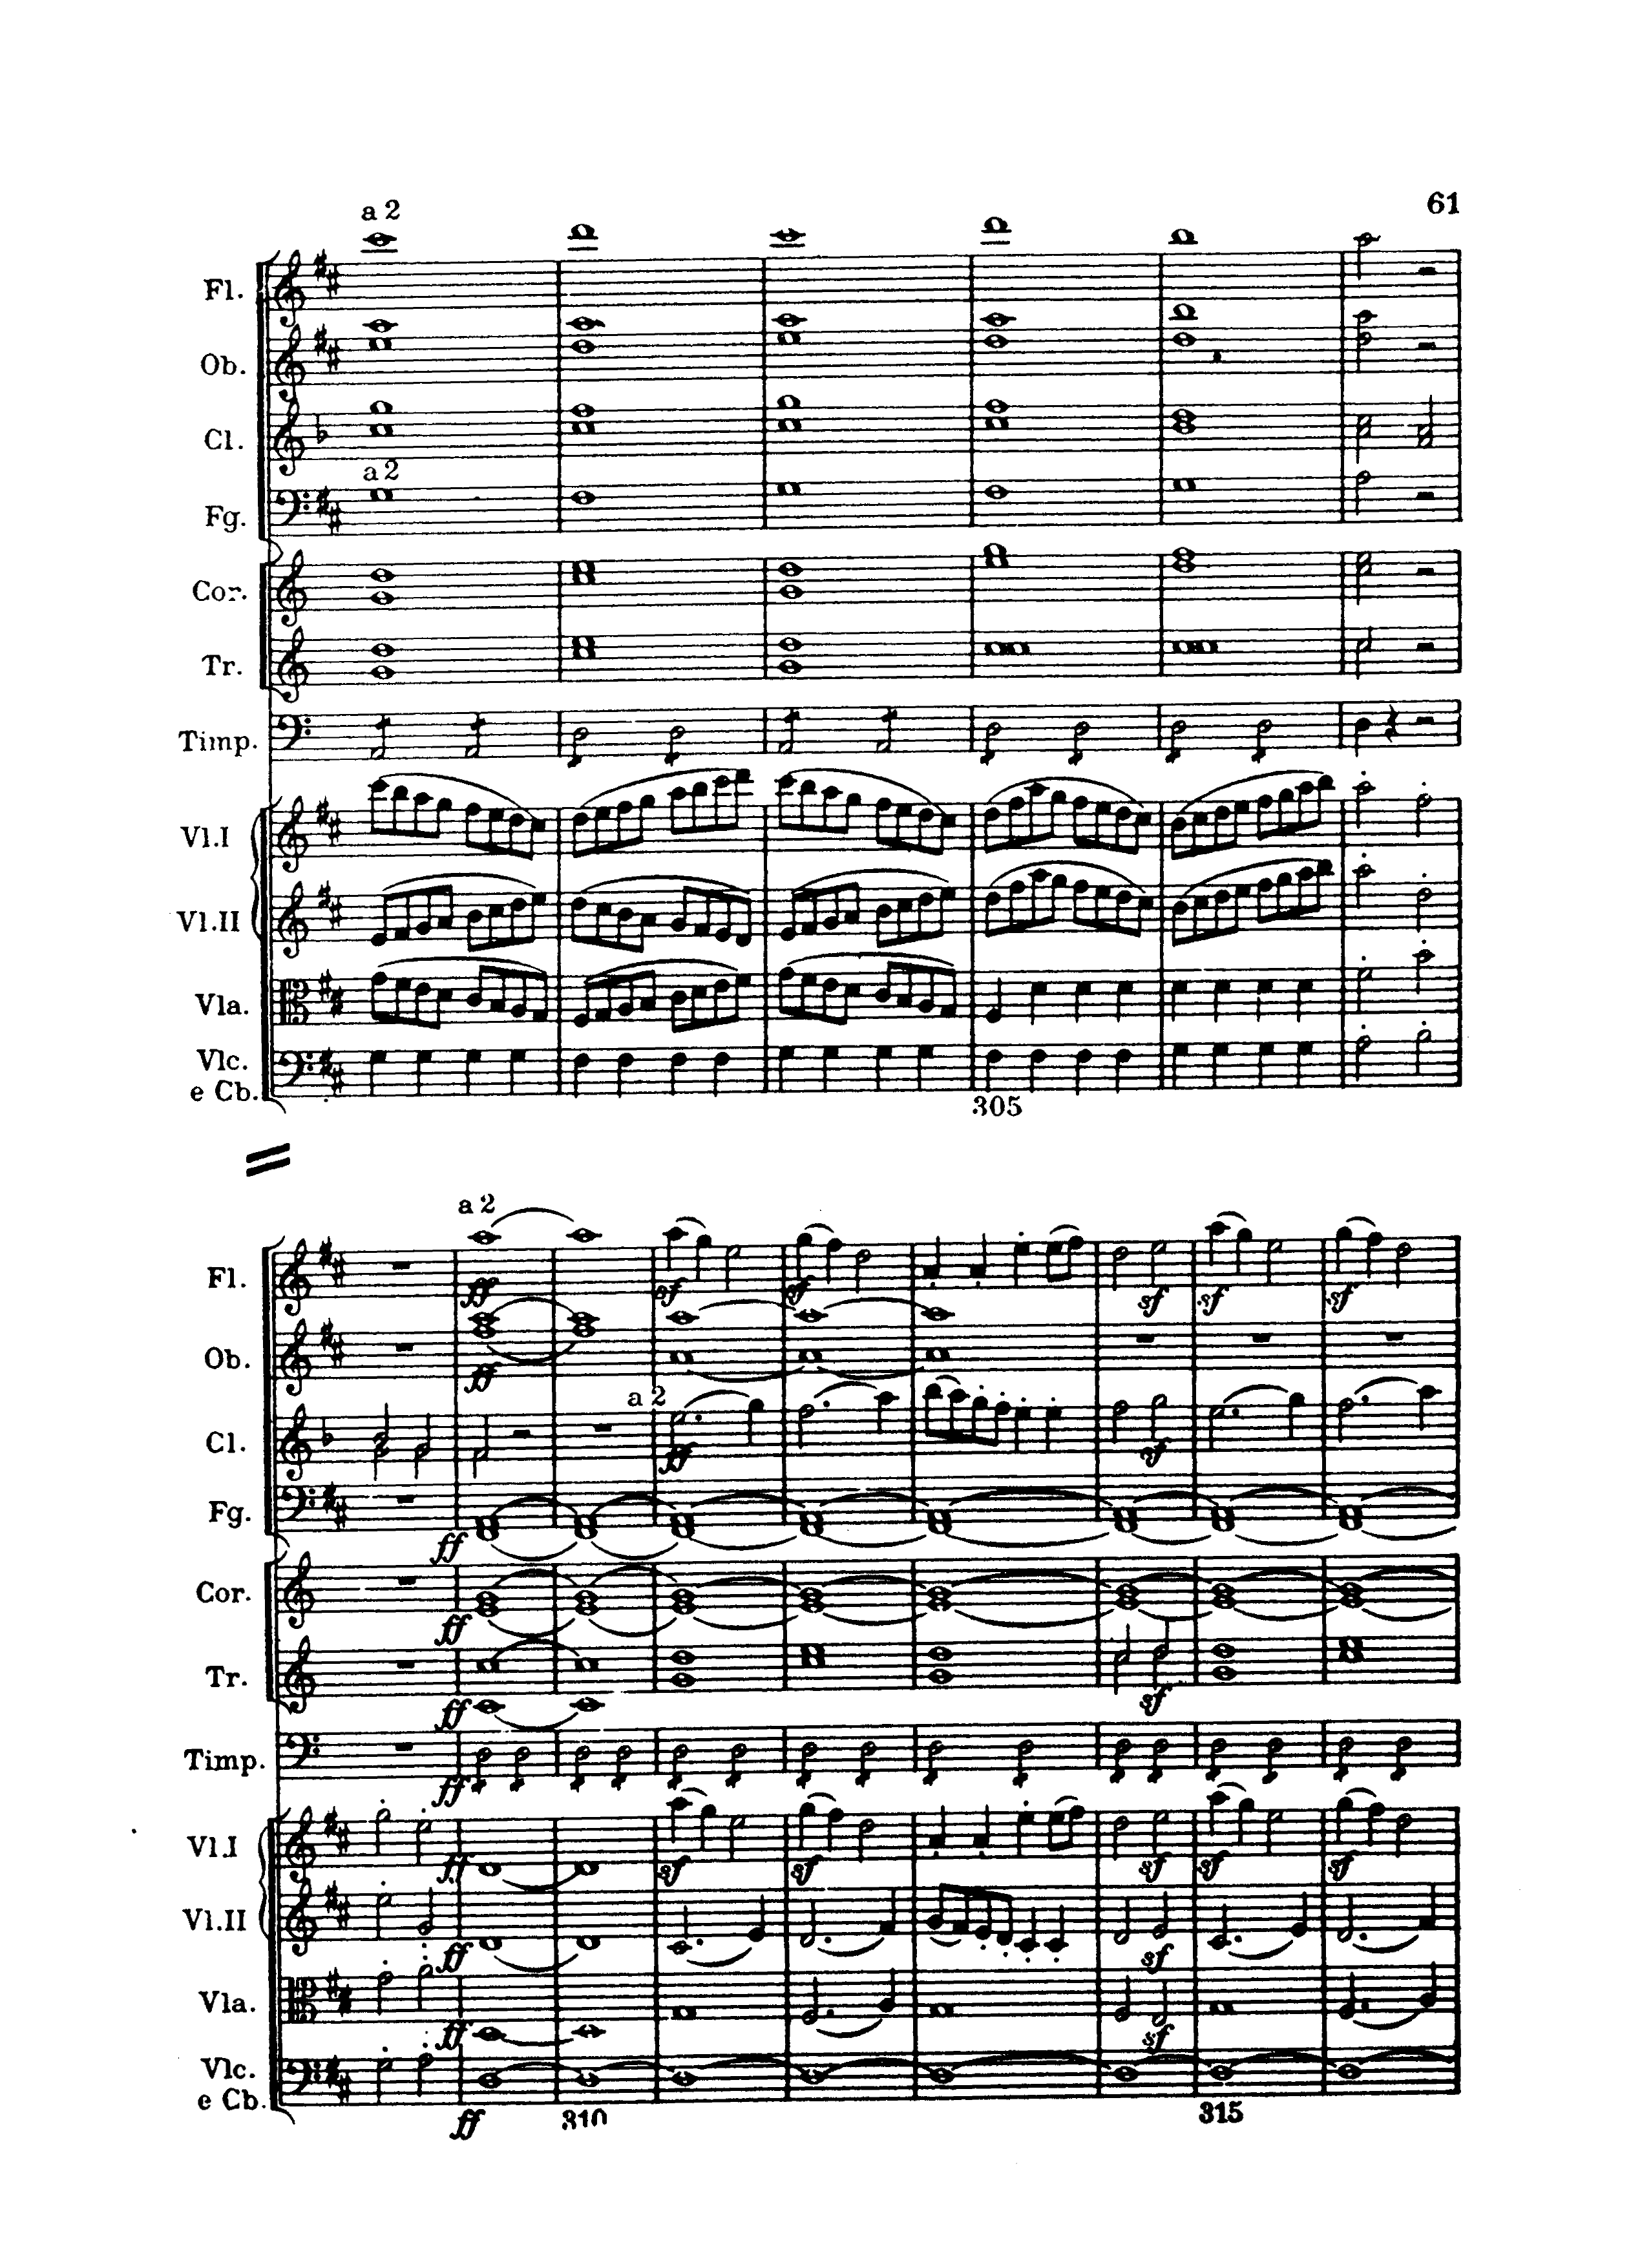 61
a 2
Fl.
Ob.
Cl.
a 2
Fg.
Cor.
Tr.
Timp.
Vl.I
Vl.II
Vla.
Vlc.
e Cb.
305
a 2
Fl.
ff
sf sf sf sf sf
Ob.
ff
a 2
Cl.
ff sf
Fg.
ff
Cor.
ff
Tr.
ff sf
Timp.
ff
Vl.I
ff sf sf sf sf sf
Vl.II
ff sf
Vla.
ff sf
Vlc.
e Cb.
ff 310 315